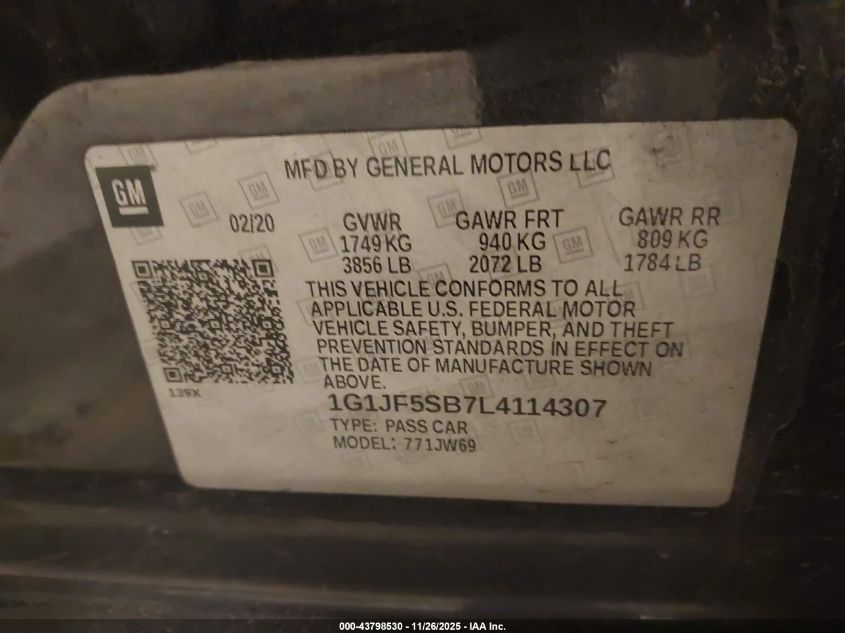 MFD BY GENERAL MOTORS LLC
GM
02/20 GVWR GAWR FRT GAWR RR
1749 KG 940 KG 809 KG
3856 LB 2072 LB 1784 LB
THIS VEHICLE CONFORMS TO ALL
APPLICABLE U.S. FEDERAL MOTOR
VEHICLE SAFETY, BUMPER, AND THEFT
PREVENTION STANDARDS IN EFFECT ON
THE DATE OF MANUFACTURE SHOWN
ABOVE.
139X
1G1JF5SB7L4114307
TYPE: PASS CAR
MODEL: 771JW69
000-43798530 - 11/26/2025 - IAA Inc.